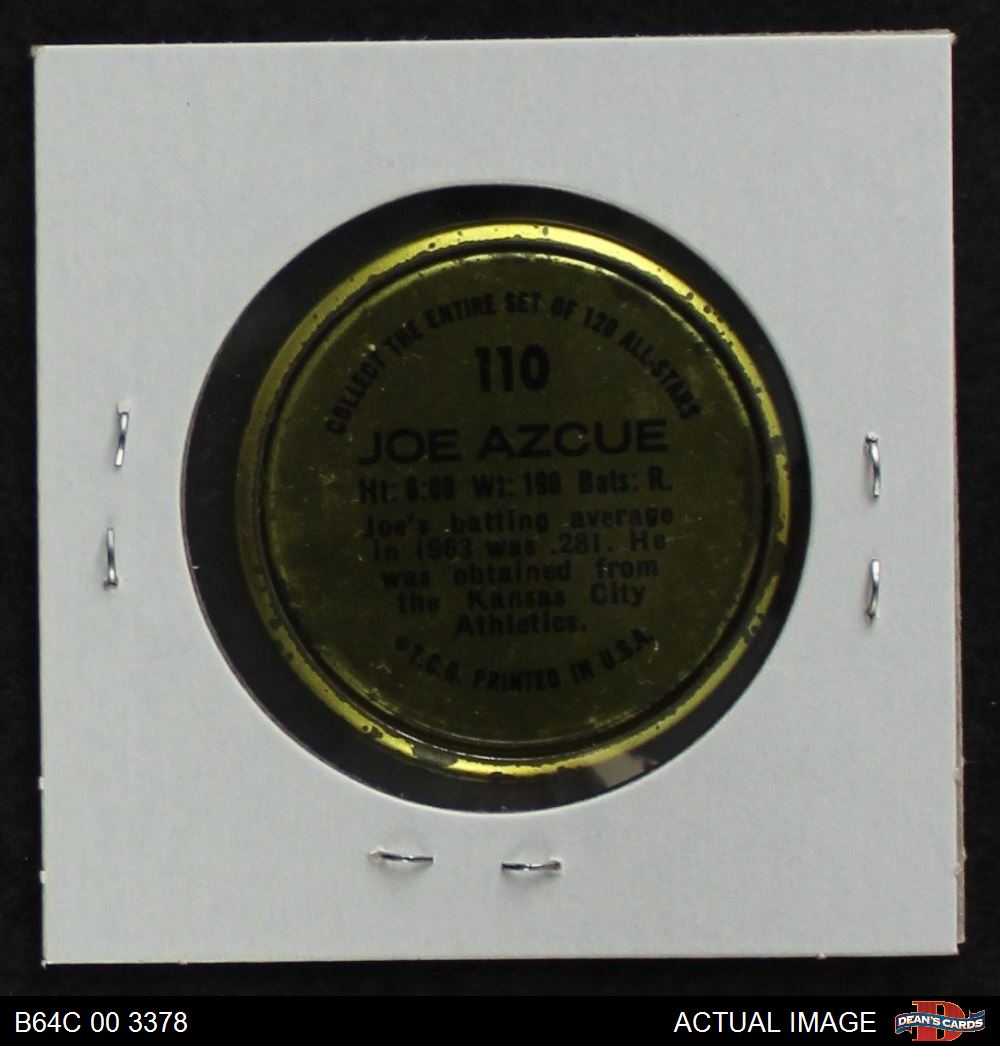 COLLECT THE ENTIRE SET OF 120 ALL-STARS
110
JOE AZCUE
Ht: 6:00 Wt: 190 Bats: R.
Joe's batting average
in 1963 was .281. He
was obtained from
the Kansas City
Athletics.
©T.C.G. PRINTED IN U.S.A.
B64C 00 3378
ACTUAL IMAGE
DEAN'S CARDS